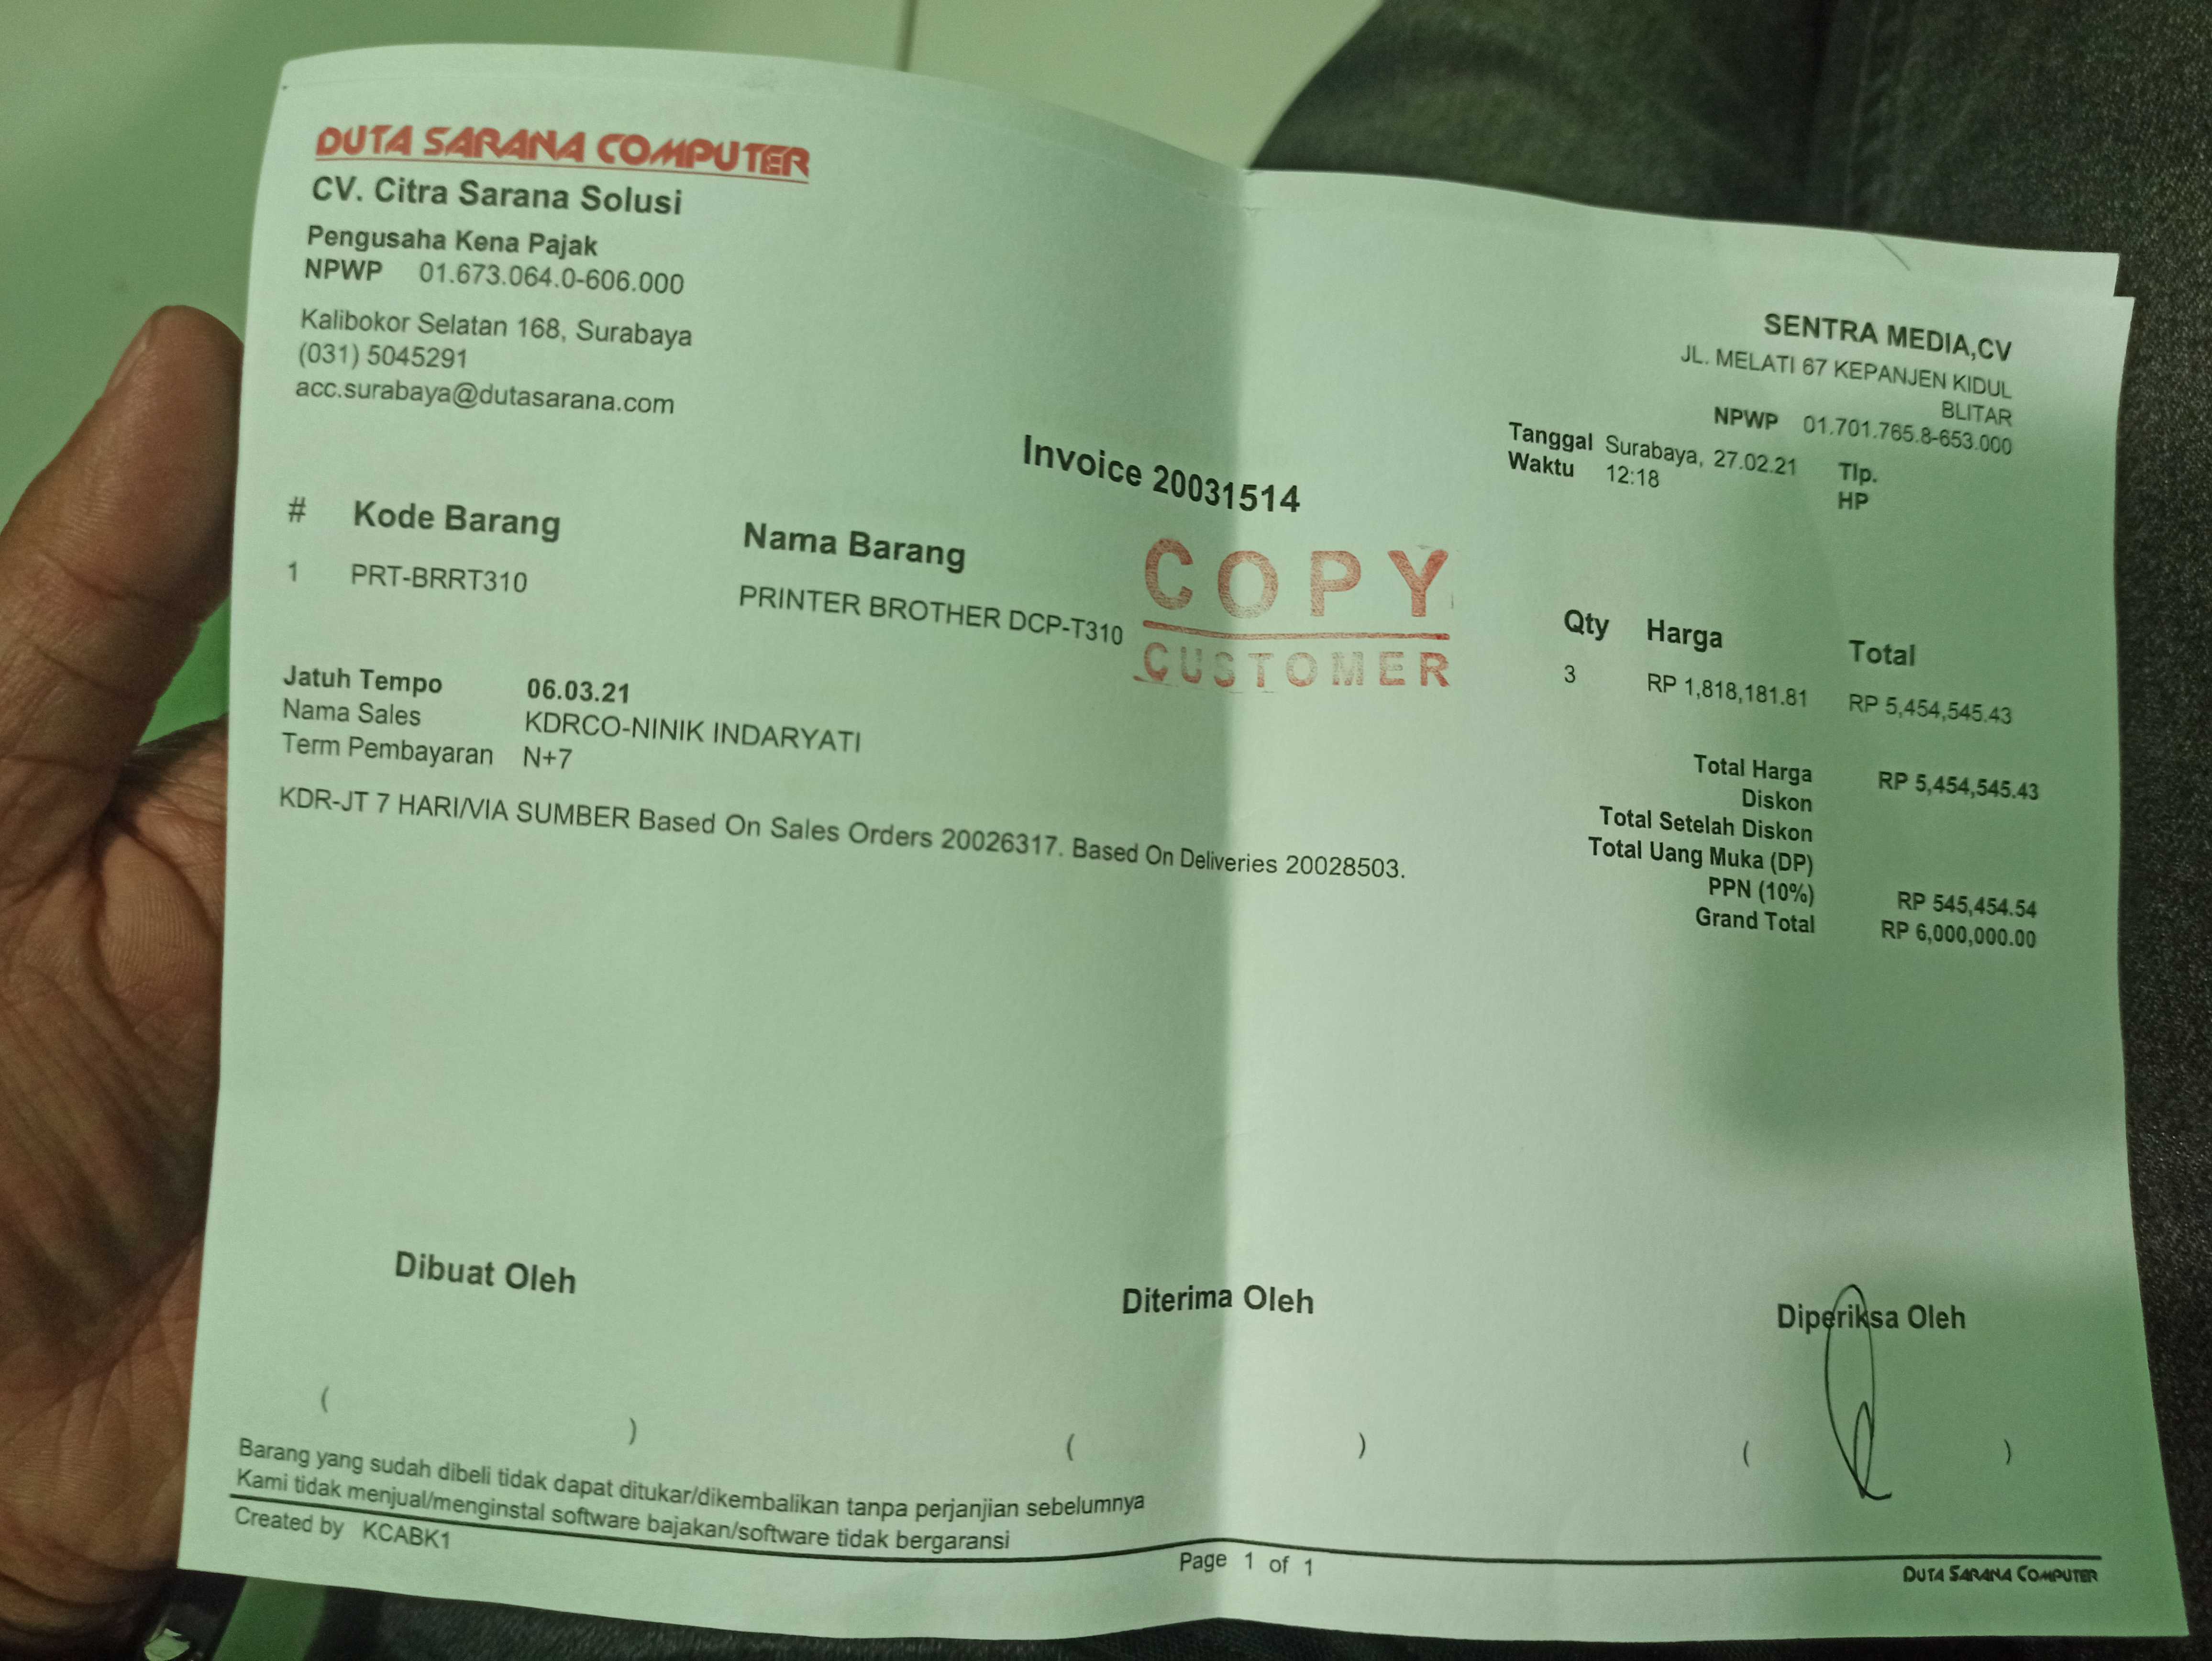 DUTA SARANA COMPUTER
CV. Citra Sarana Solusi
Pengusaha Kena Pajak
NPWP 01.673.064.0-606.000
Kalibokor Selatan 168, Surabaya
(031) 5045291
acc.surabaya@dutasarana.com
SENTRA MEDIA,CV
JL. MELATI 67 KEPANJEN KIDUL
BLITAR
NPWP 01.701.765.8-653.000
Invoice 20031514
Tanggal Surabaya, 27.02.21 Tlp.
Waktu 12:18 HP
# Kode Barang Nama Barang Qty Harga Total
1 PRT-BRRT310 PRINTER BROTHER DCP-T310 3 RP 1,818,181.81 RP 5,454,545.43
COPY
CUSTOMER
Jatuh Tempo 06.03.21
Nama Sales KDRCO-NINIK INDARYATI
Term Pembayaran N+7
KDR-JT 7 HARI/VIA SUMBER Based On Sales Orders 20026317. Based On Deliveries 20028503.
Total Harga RP 5,454,545.43
Diskon
Total Setelah Diskon
Total Uang Muka (DP)
PPN (10%) RP 545,454.54
Grand Total RP 6,000,000.00
Dibuat Oleh Diterima Oleh Diperiksa Oleh
( ) ( ) ( )
Barang yang sudah dibeli tidak dapat ditukar/dikembalikan tanpa perjanjian sebelumnya
Kami tidak menjual/menginstal software bajakan/software tidak bergaransi
Created by KCABK1 Page 1 of 1 DUTA SARANA COMPUTER